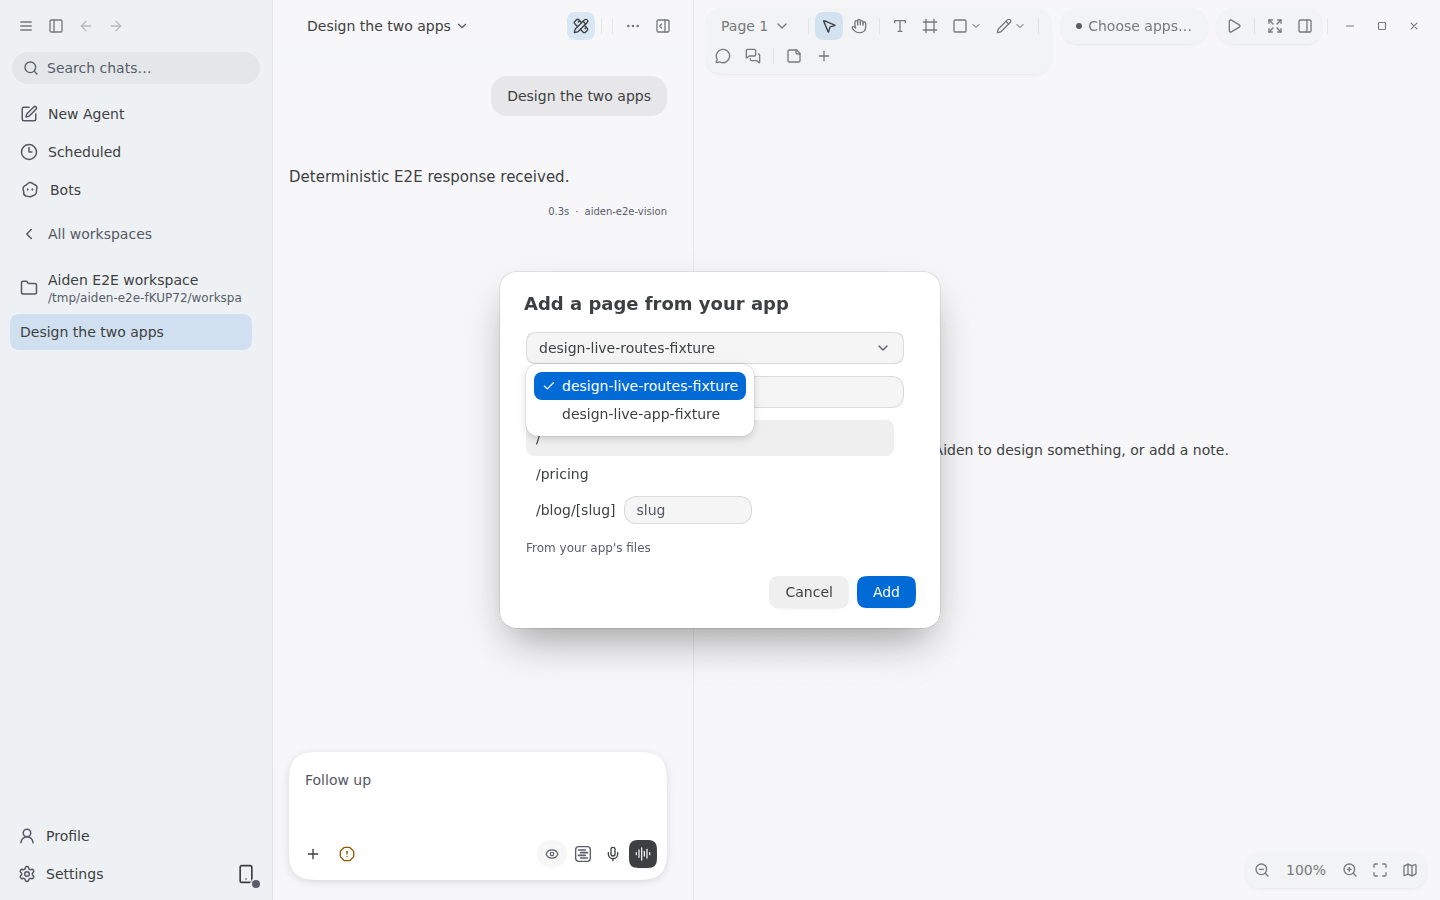 Design the two apps
Page 1
Choose apps...
Search chats...
Design the two apps
New Agent
Scheduled
Deterministic E2E response received.
Bots
0.3s · aiden-e2e-vision
All workspaces
Aiden E2E workspace
/tmp/aiden-e2e-fKUP72/workspa
Design the two apps
Add a page from your app
design-live-routes-fixture
design-live-routes-fixture
design-live-app-fixture
/
Aiden to design something, or add a note.
/pricing
/blog/[slug] slug
From your app's files
Cancel Add
Follow up
Profile
Settings
100%